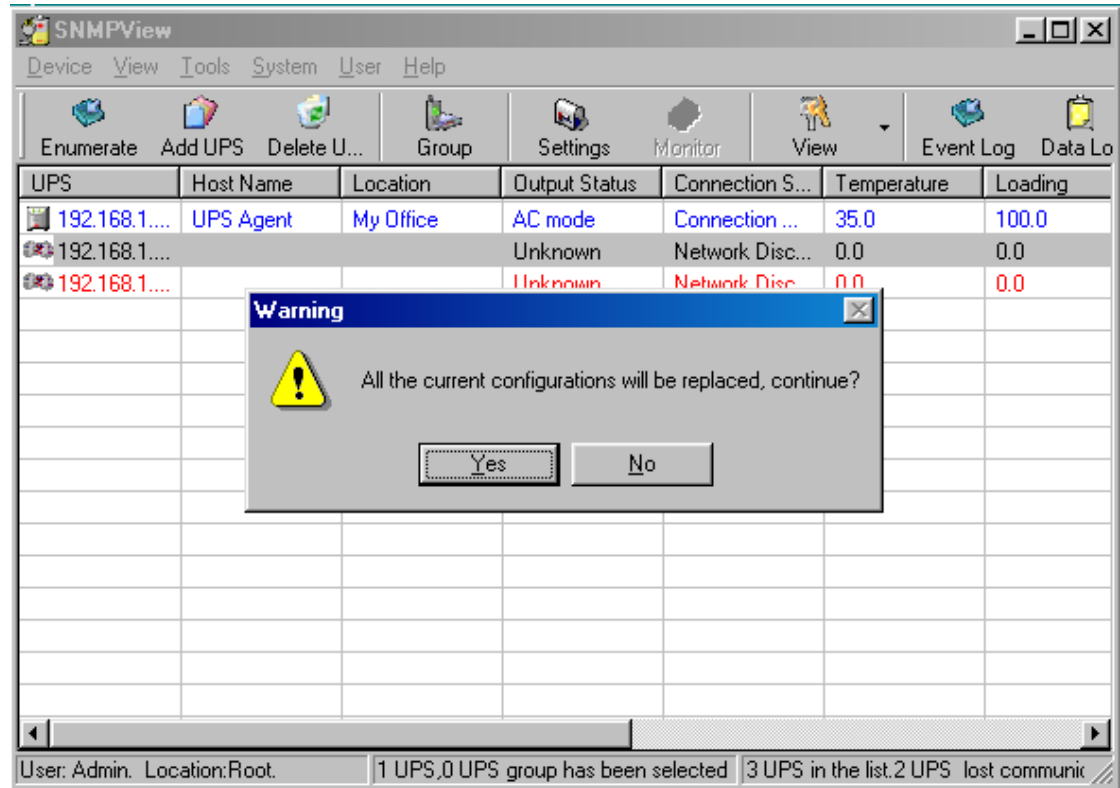 SNMPView
Device View Tools System User Help
Enumerate Add UPS Delete U... Group Settings Monitor View Event Log Data Lo
UPS Host Name Location Output Status Connection S... Temperature Loading
192.168.1.... UPS Agent My Office AC mode Connection ... 35.0 100.0
192.168.1.... Unknown Network Disc... 0.0 0.0
192.168.1.... Unknown Network Disc... 0.0 0.0
Warning
All the current configurations will be replaced, continue?
Yes No
User: Admin. Location:Root. 1 UPS,0 UPS group has been selected 3 UPS in the list.2 UPS lost communic